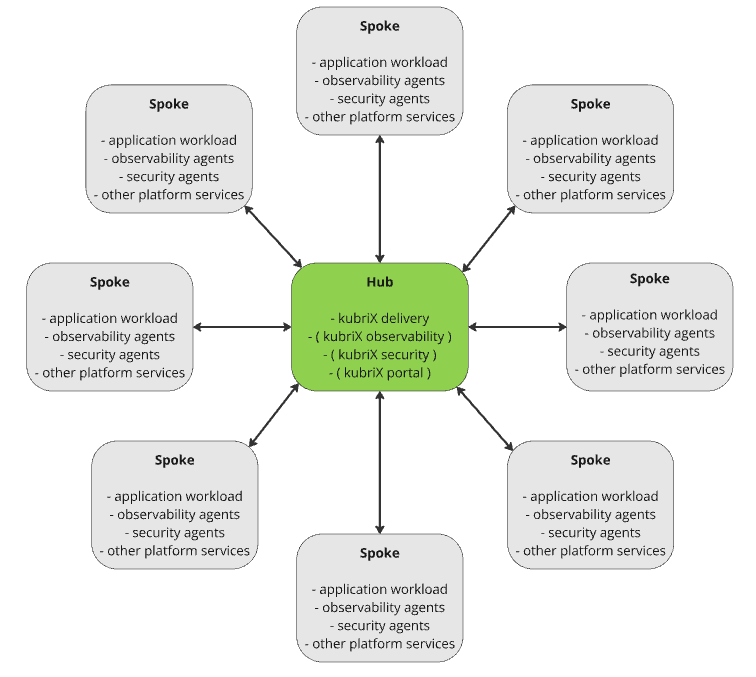 Spoke
- application workload
- observability agents
- security agents
- other platform services
Spoke
- application workload
- observability agents
- security agents
- other platform services
Spoke
- application workload
- observability agents
- security agents
- other platform services
Spoke
- application workload
- observability agents
- security agents
- other platform services
Hub
- kubriX delivery
- ( kubriX observability )
- ( kubriX security )
- ( kubriX portal )
Spoke
- application workload
- observability agents
- security agents
- other platform services
Spoke
- application workload
- observability agents
- security agents
- other platform services
Spoke
- application workload
- observability agents
- security agents
- other platform services
Spoke
- application workload
- observability agents
- security agents
- other platform services